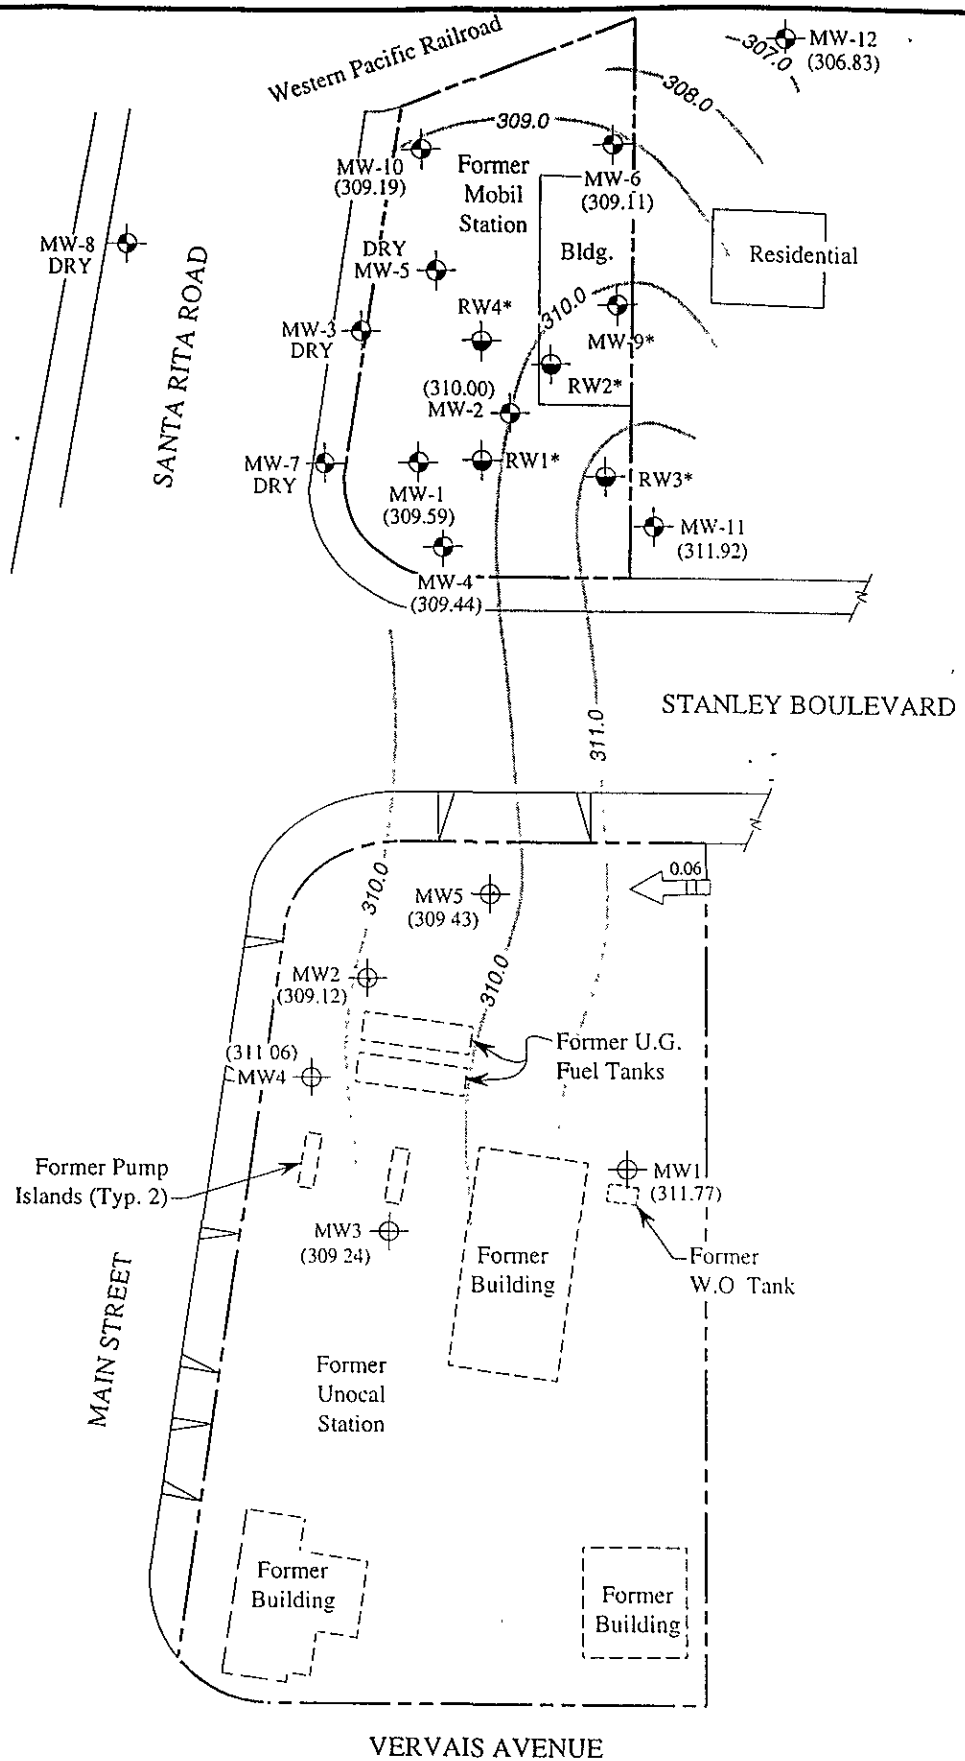 Western Pacific Railroad
MW-12
(306.83)
307.0
308.0
309.0
MW-10
(309.19)
Former
Mobil
Station
MW-6
(309.11)
MW-8
DRY
DRY
MW-5
Bldg.
Residential
SANTA RITA ROAD
RW4*
310.0
MW-3
DRY
MW-9*
RW2*
(310.00)
MW-2
MW-7
DRY
MW-1
(309.59)
RW1*
RW3*
MW-11
(311.92)
MW-4
(309.44)
N
STANLEY BOULEVARD
311.0
N
310.0
MW5
(309 43)
0.06
MW2
(309.12)
310.0
(311 06)
MW4
Former U.G.
Fuel Tanks
Former Pump
Islands (Typ. 2)
MW1
(311.77)
MW3
(309 24)
Former
Building
Former
W.O Tank
MAIN STREET
Former
Unocal
Station
Former
Building
Former
Building
VERVAIS AVENUE